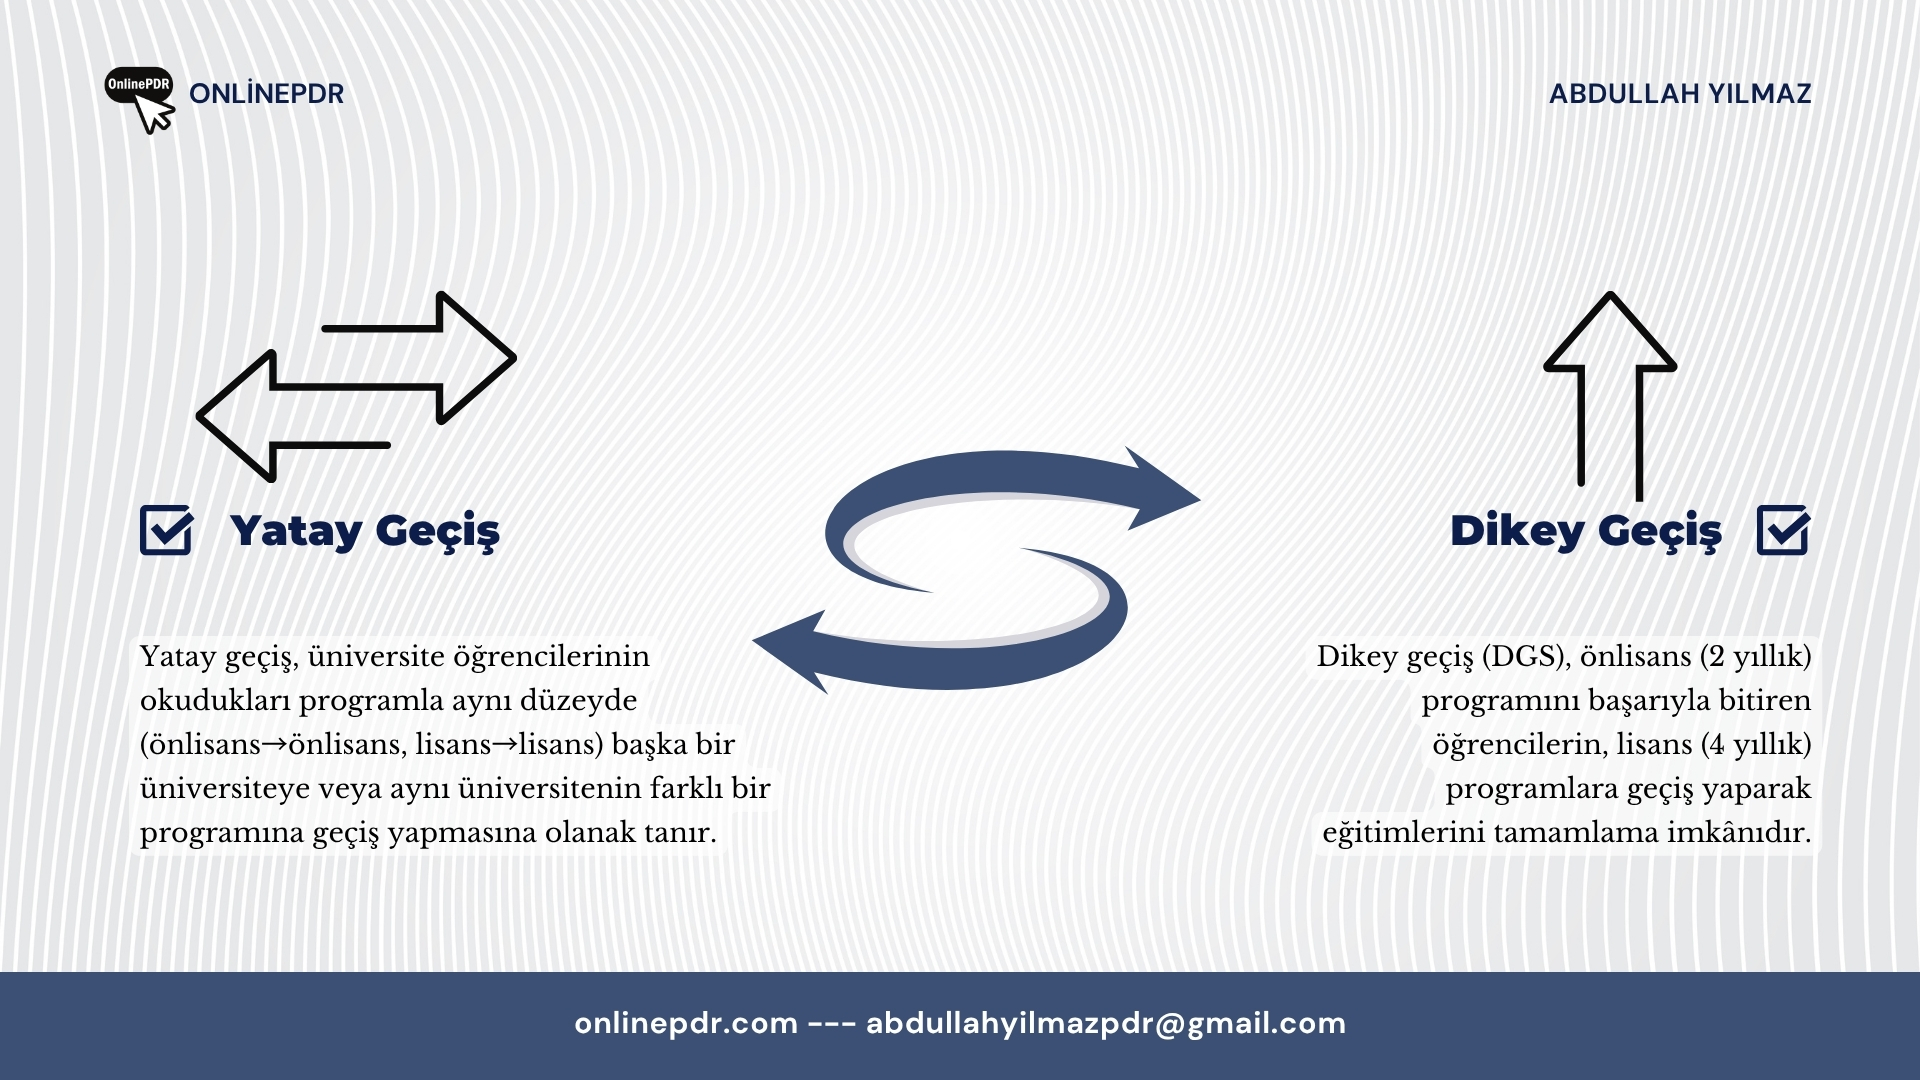 OnlinePDR
ONLİNEPDR
ABDULLAH YILMAZ
Yatay Geçiş
Yatay geçiş, üniversite öğrencilerinin
okudukları programla aynı düzeyde
(önlisans→önlisans, lisans→lisans) başka bir
üniversiteye veya aynı üniversitenin farklı bir
programına geçiş yapmasına olanak tanır.
Dikey Geçiş
Dikey geçiş (DGS), önlisans (2 yıllık)
programını başarıyla bitiren
öğrencilerin, lisans (4 yıllık)
programlara geçiş yaparak
eğitimlerini tamamlama imkânıdır.
onlinepdr.com --- abdullahyilmazpdr@gmail.com